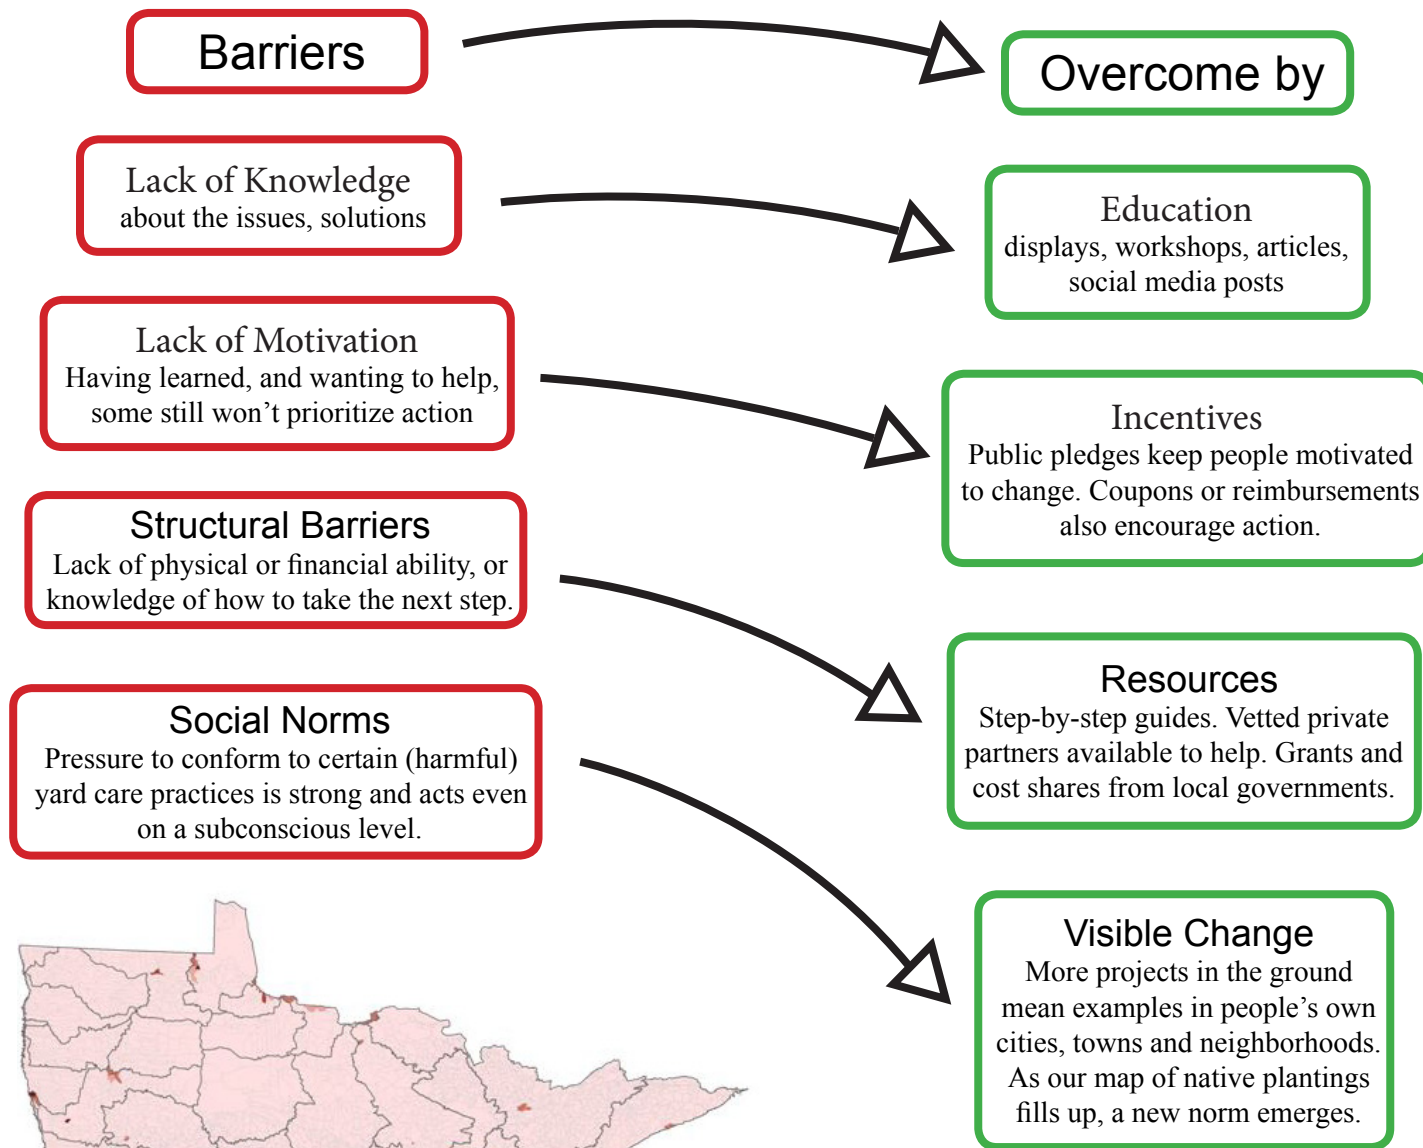 Barriers
Overcome by
Lack of Knowledge
about the issues, solutions
Education
displays, workshops, articles,
social media posts
Lack of Motivation
Having learned, and wanting to help,
some still won’t prioritize action
Incentives
Public pledges keep people motivated
to change. Coupons or reimbursements
also encourage action.
Structural Barriers
Lack of physical or financial ability, or
knowledge of how to take the next step.
Resources
Step-by-step guides. Vetted private
partners available to help. Grants and
cost shares from local governments.
Social Norms
Pressure to conform to certain (harmful)
yard care practices is strong and acts even
on a subconscious level.
Visible Change
More projects in the ground
mean examples in people’s own
cities, towns and neighborhoods.
As our map of native plantings
fills up, a new norm emerges.